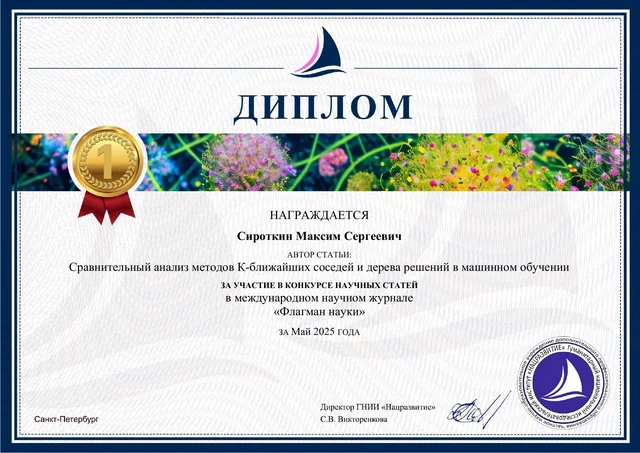 ДИПЛОМ
1
НАГРАЖДАЕТСЯ
Сироткин Максим Сергеевич
АВТОР СТАТЬИ:
Сравнительный анализ методов К-ближайших соседей и дерева решений в машинном обучении
ЗА УЧАСТИЕ В КОНКУРСЕ НАУЧНЫХ СТАТЕЙ
в международном научном журнале
«Флагман науки»
ЗА Май 2025 ГОДА
Директор ГНИИ «Нацразвитие»
С.В. Викторенкова
Санкт-Петербург